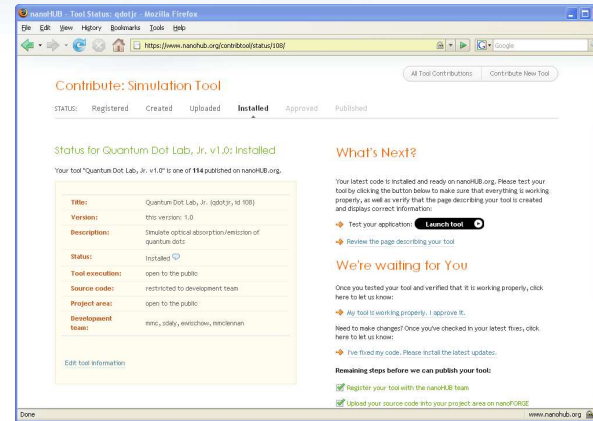 nanoHUB - Tool Status: qdotjr - Mozilla Firefox
File Edit View History Bookmarks Tools Help
https://www.nanohub.org/contribtool/status/108/
Google
All Tool Contributions Contribute New Tool
Contribute: Simulation Tool
STATUS: Registered Created Uploaded Installed Approved Published
Status for Quantum Dot Lab, Jr. v1.0: Installed
Your tool "Quantum Dot Lab, Jr. v1.0" is one of 114 published on nanoHUB.org.
Title: Quantum Dot Lab, Jr. (qdotjr, id 108)
Version: this version: 1.0
Description: Simulate optical absorption/emission of
quantum dots
Status: Installed
Tool execution: open to the public
Source code: restricted to development team
Project area: open to the public
Development
team: mmc, sdaly, ewischow, mmclennan
Edit tool information
What's Next?
Your latest code is Installed and ready on nanoHUB.org. Please test your
tool by clicking the button below to make sure that everything is working
properly, as well as verify that the page describing your tool is created
and displays correct information:
Test your application: Launch tool
Review the page describing your tool
We're waiting for You
Once you tested your tool and verified that it is working properly, click
here to let us know:
My tool is working properly. I approve it.
Need to make changes? Once you've checked in your latest fixes, click
here to let us know:
I've fixed my code. Please install the latest updates.
Remaining steps before we can publish your tool:
Register your tool with the nanoHUB team
Upload your source code into your project area on nanoFORGE
Done
www.nanohub.org